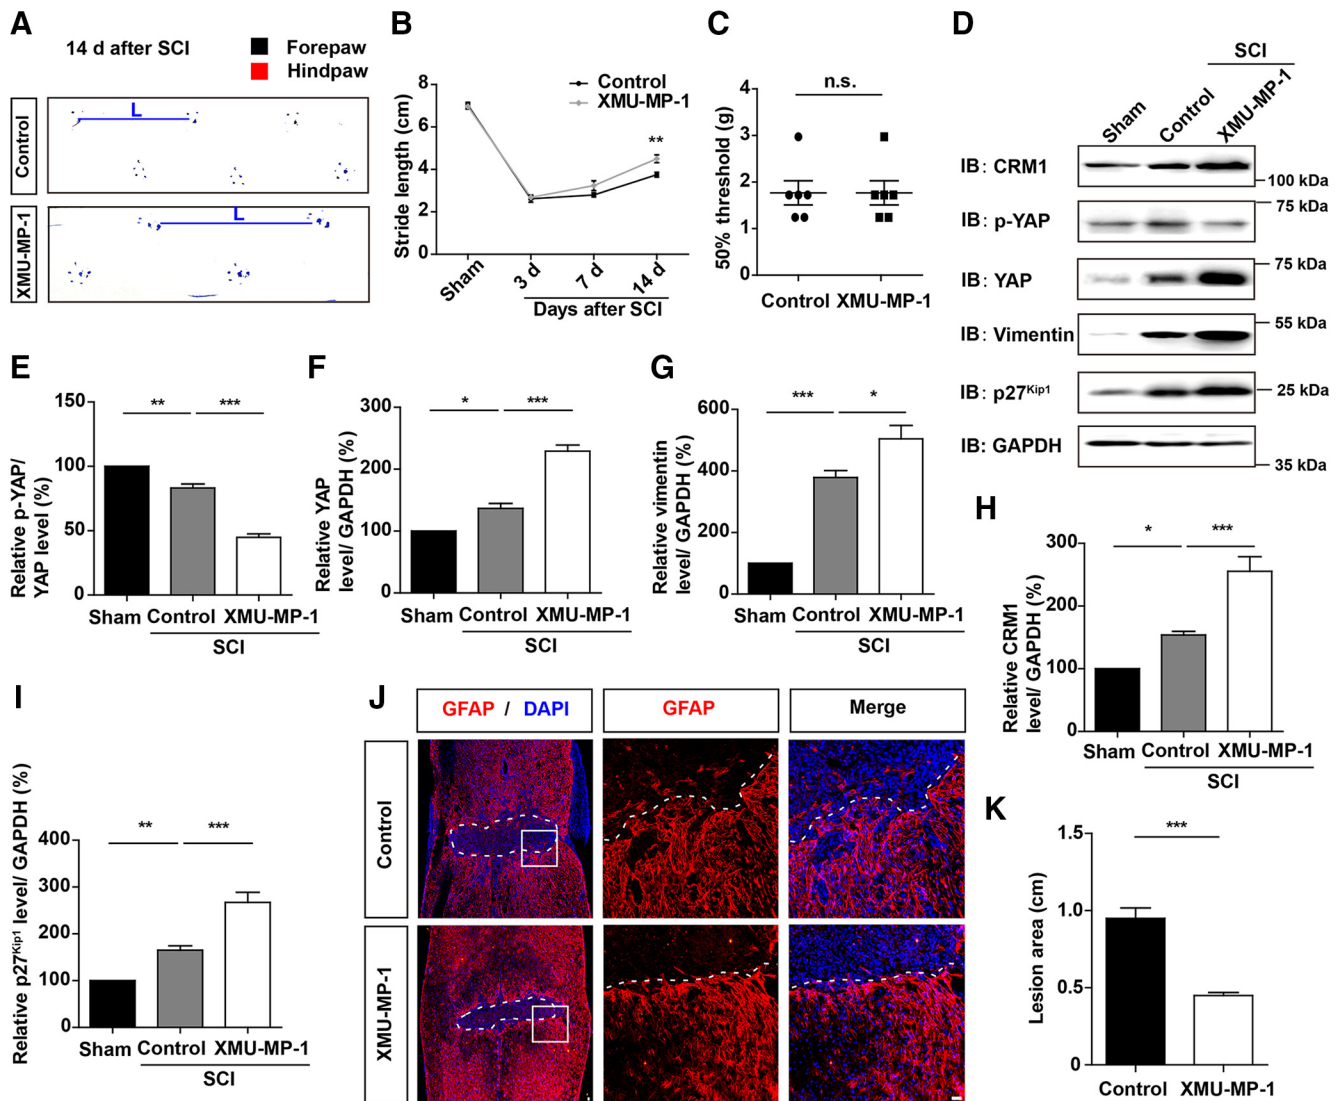 A
14 d after SCI
Forepaw
Hindpaw
Control
L
XMU-MP-1
L
B
Stride length (cm)
8
6
4
2
0
Control
XMU-MP-1
**
Sham
3 d
7 d
14 d
Days after SCI
C
50% threshold (g)
4
3
2
1
0
n.s.
Control XMU-MP-1
D
SCI
Sham
Control
XMU-MP-1
IB: CRM1
100 kDa
75 kDa
IB: p-YAP
IB: YAP
75 kDa
IB: Vimentin
55 kDa
IB: p27Kip1
25 kDa
IB: GAPDH
35 kDa
E
Relative p-YAP/
YAP level (%)
150
100
50
0
**
***
Sham Control XMU-MP-1
SCI
F
Relative YAP
level/ GAPDH (%)
300
200
100
0
*
***
Sham Control XMU-MP-1
SCI
G
Relative vimentin
level/ GAPDH (%)
600
400
200
0
***
*
Sham Control XMU-MP-1
SCI
H
Relative CRM1
level/ GAPDH (%)
300
200
100
0
*
***
Sham Control XMU-MP-1
SCI
I
Relative p27Kip1 level/ GAPDH (%)
400
300
200
100
0
**
***
Sham Control XMU-MP-1
SCI
J
GFAP / DAPI
GFAP
Merge
Control
XMU-MP-1
K
Lesion area (cm)
1.5
1.0
0.5
0
***
Control XMU-MP-1